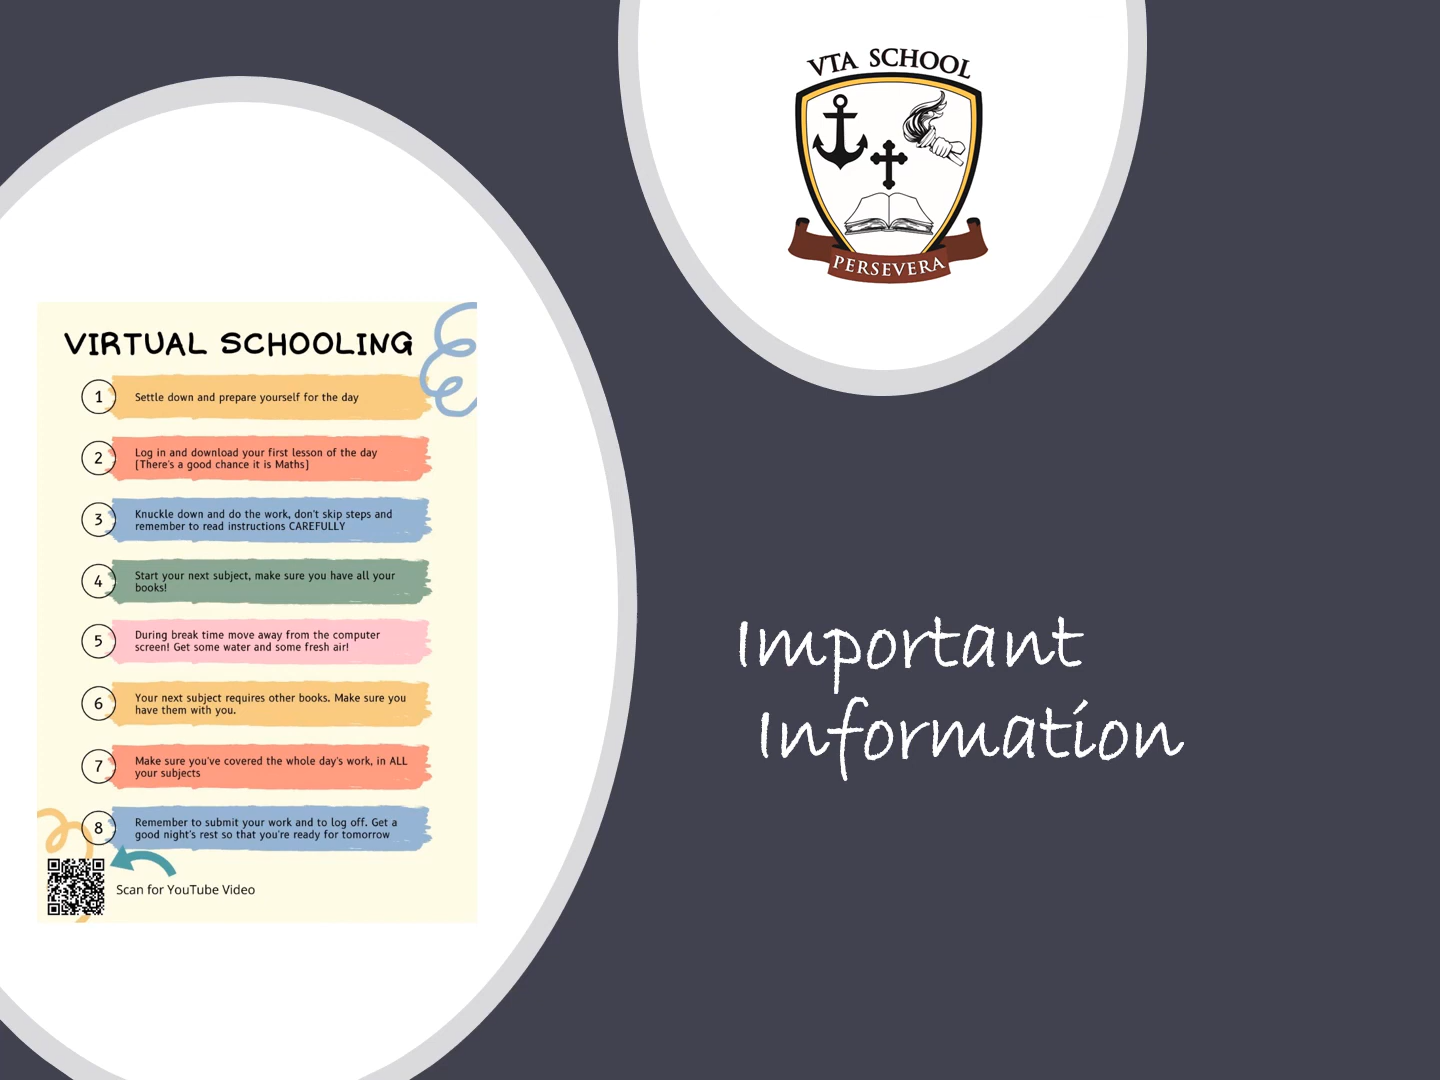 VTA SCHOOL
PERSEVERA
VIRTUAL SCHOOLING
1
Settle down and prepare yourself for the day
2
Log in and download your first lesson of the day
[There's a good chance it is Maths]
3
Knuckle down and do the work, don't skip steps and
remember to read instructions CAREFULLY
4
Start your next subject, make sure you have all your
books!
5
During break time move away from the computer
screen! Get some water and some fresh air!
6
Your next subject requires other books. Make sure you
have them with you.
7
Make sure you've covered the whole day's work, in ALL
your subjects
8
Remember to submit your work and to log off. Get a
good night's rest so that you're ready for tomorrow
Scan for YouTube Video
Important
Information